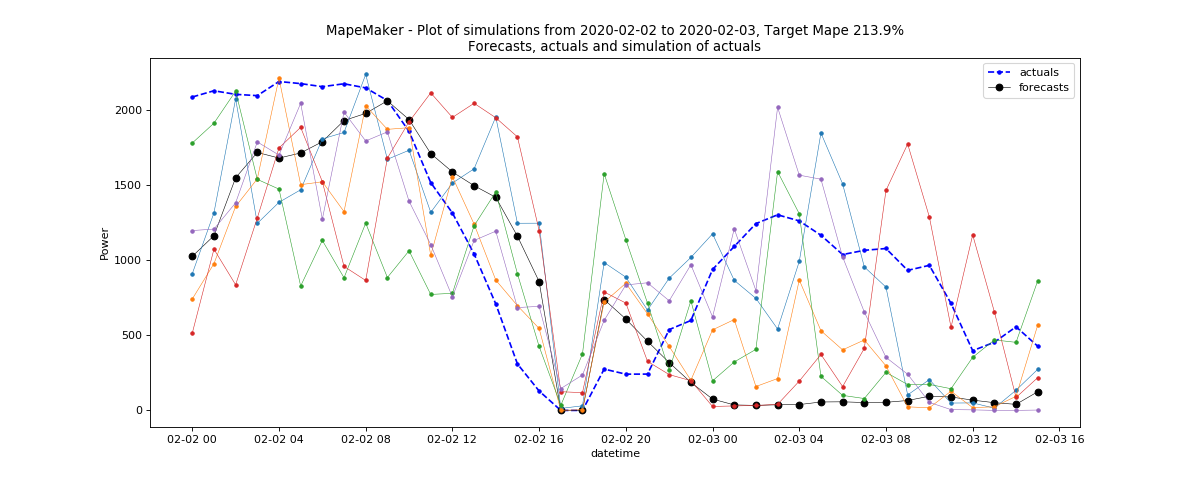 MapeMaker - Plot of simulations from 2020-02-02 to 2020-02-03, Target Mape 213.9%
Forecasts, actuals and simulation of actuals
actuals
forecasts
Power
2000
1500
1000
500
0
02-02 00 02-02 04 02-02 08 02-02 12 02-02 16 02-02 20 02-03 00 02-03 04 02-03 08 02-03 12 02-03 16
datetime